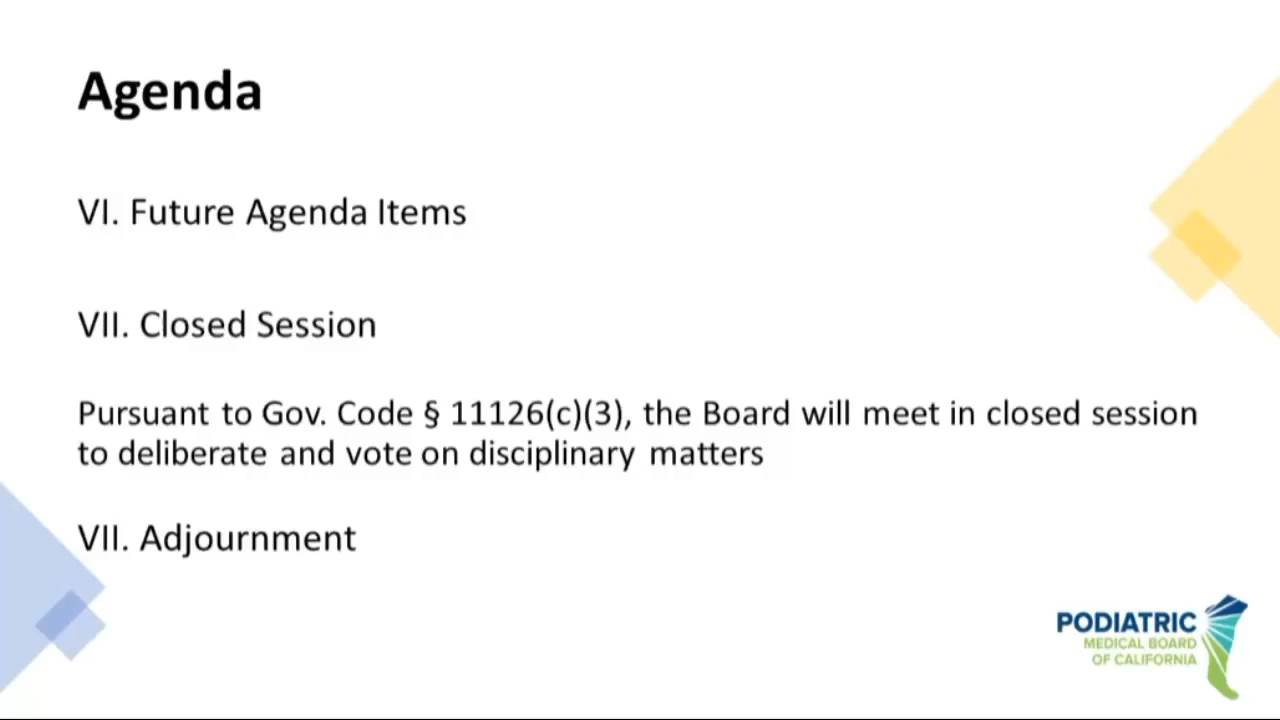 Agenda
VI. Future Agenda Items
VII. Closed Session
Pursuant to Gov. Code § 11126(c)(3), the Board will meet in closed session
to deliberate and vote on disciplinary matters
VII. Adjournment
PODIATRIC
MEDICAL BOARD
OF CALIFORNIA